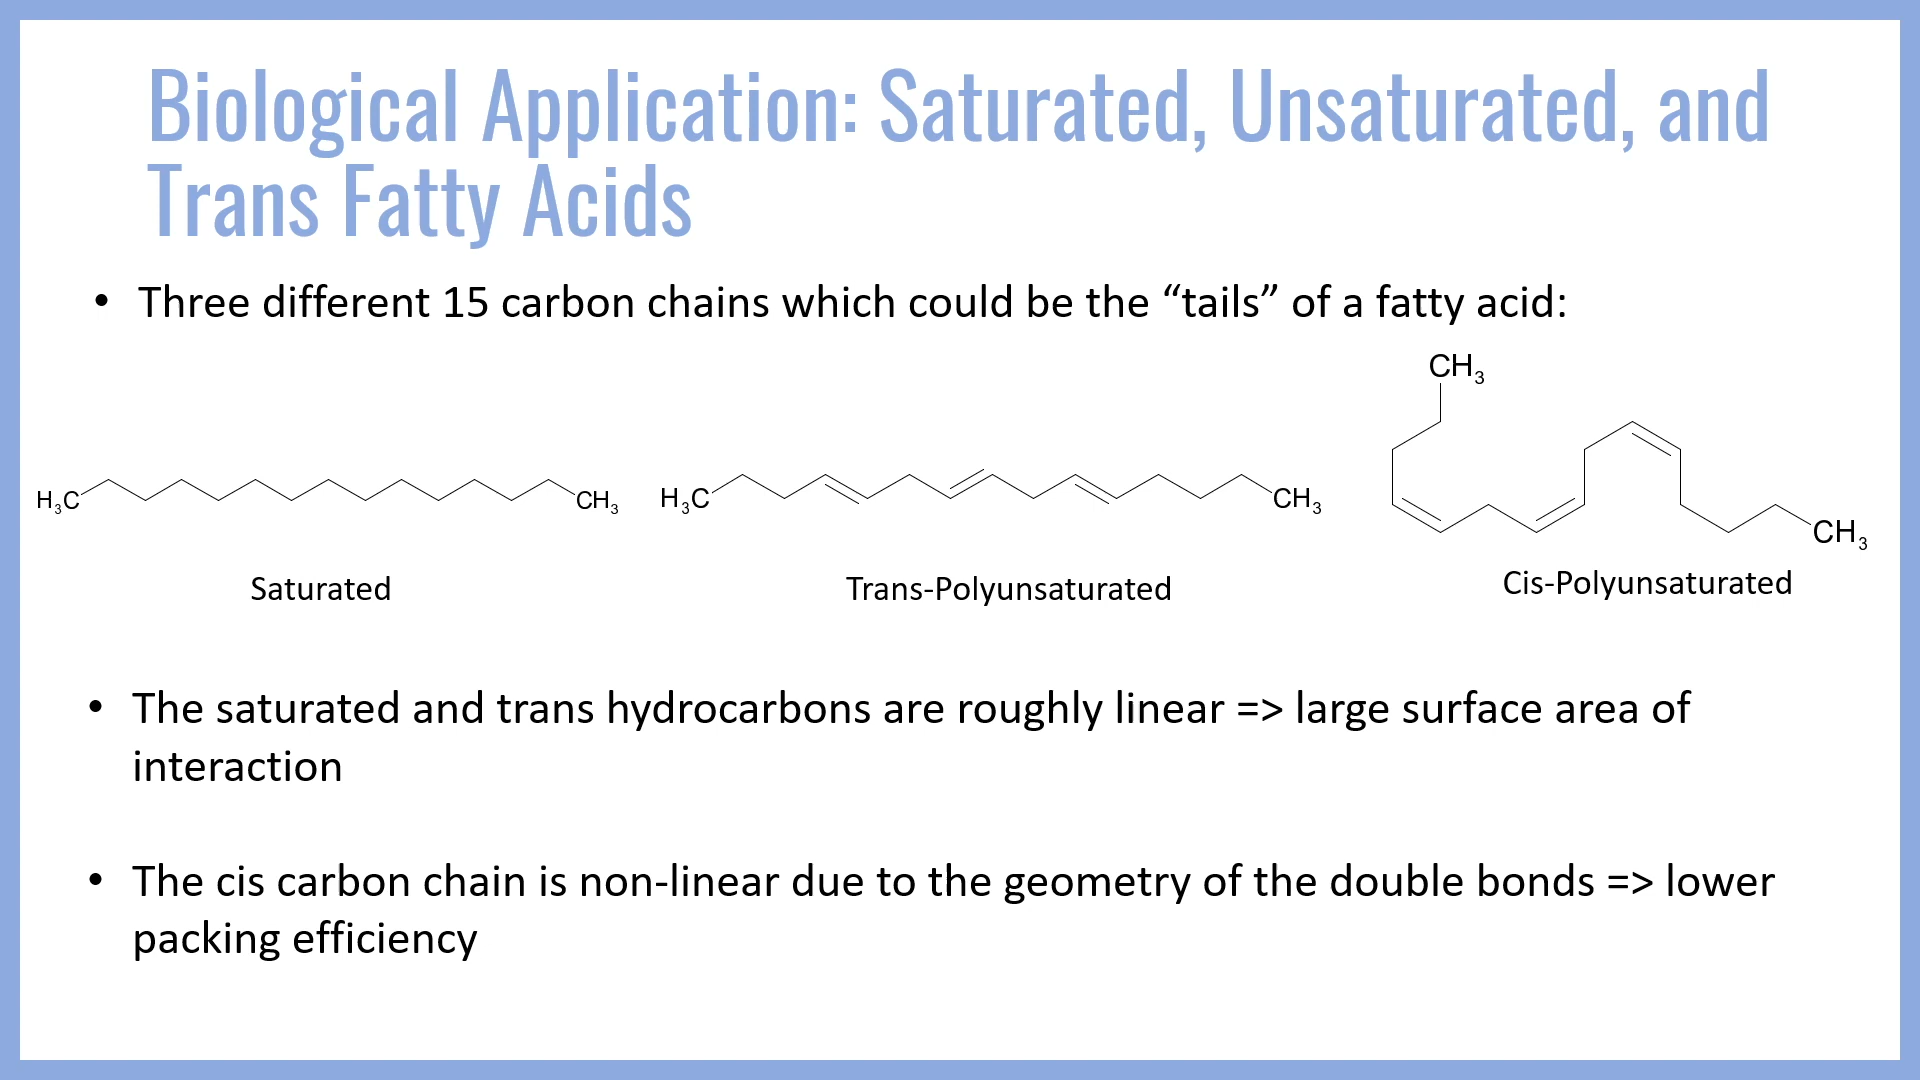 Biological Application: Saturated, Unsaturated, and
Trans Fatty Acids
• Three different 15 carbon chains which could be the “tails” of a fatty acid:
H3C CH3
H3C CH3
CH3
CH3
Saturated
Trans-Polyunsaturated
Cis-Polyunsaturated
• The saturated and trans hydrocarbons are roughly linear => large surface area of
interaction
• The cis carbon chain is non-linear due to the geometry of the double bonds => lower
packing efficiency